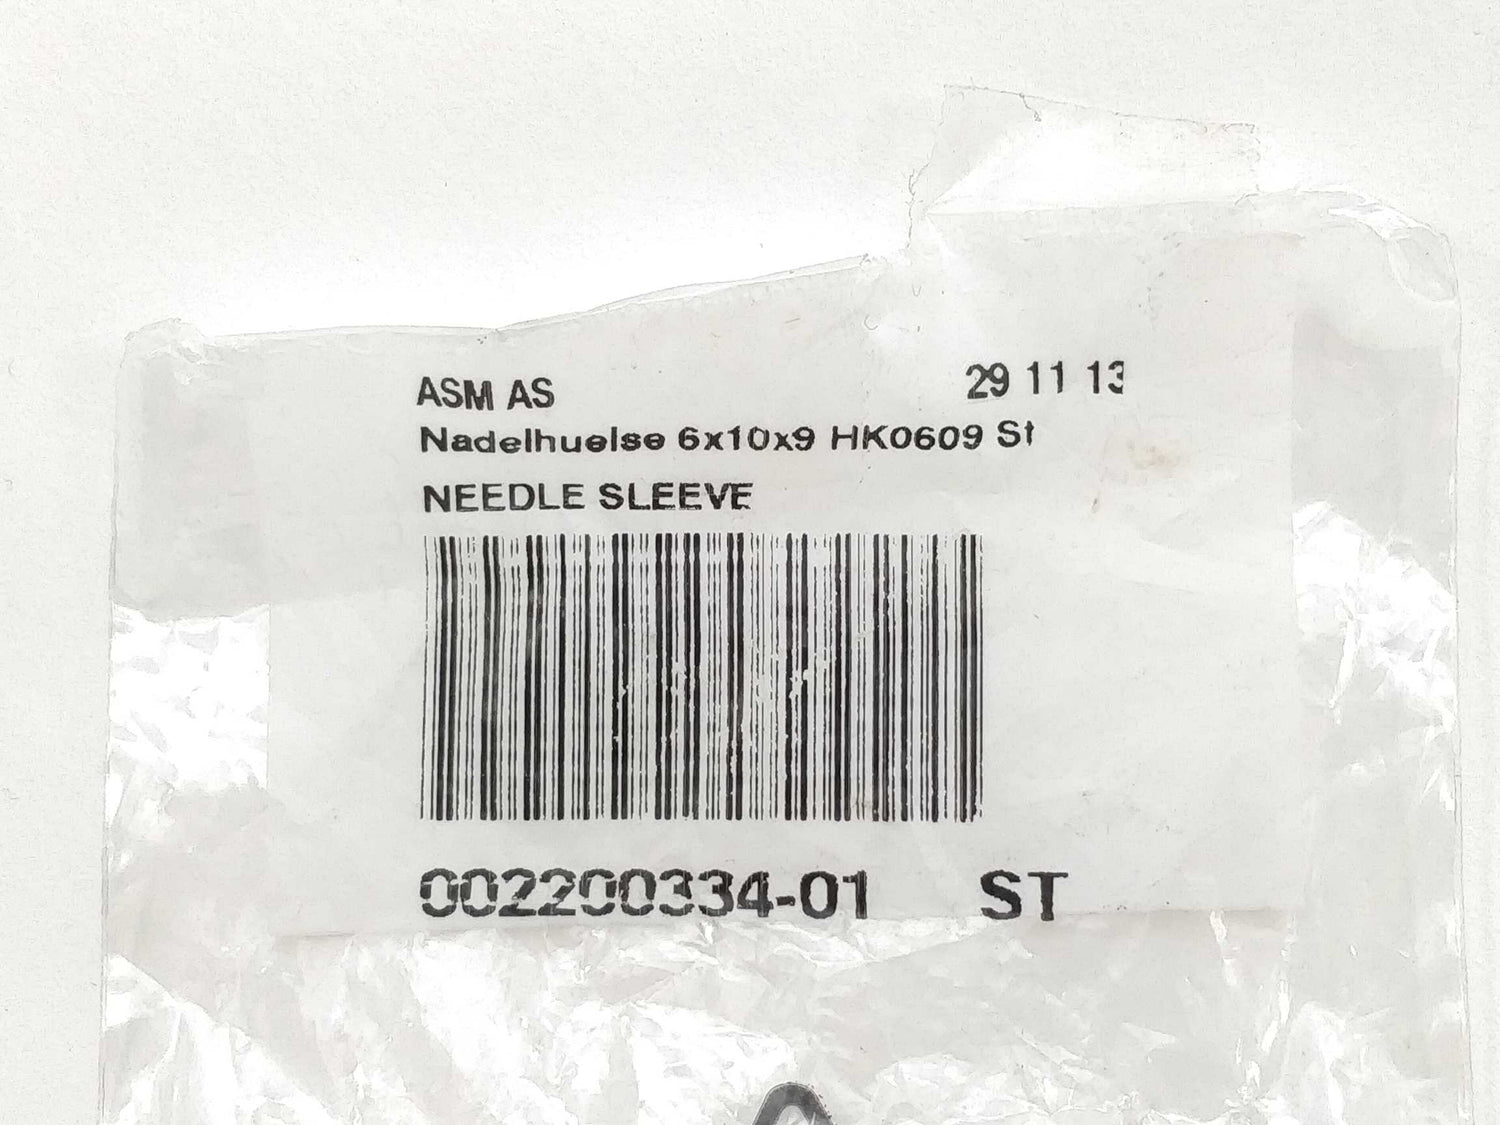 ASM AS 29 11 13
Nadelhuelse 6x10x9 HK0609 St
NEEDLE SLEEVE
002200334-01 ST